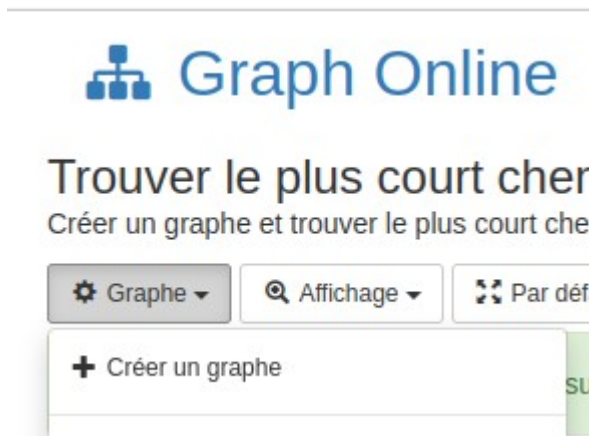 Graph Online
Trouver le plus court cher
Créer un graphe et trouver le plus court che
Graphe Affichage Par déf
Créer un graphe
su